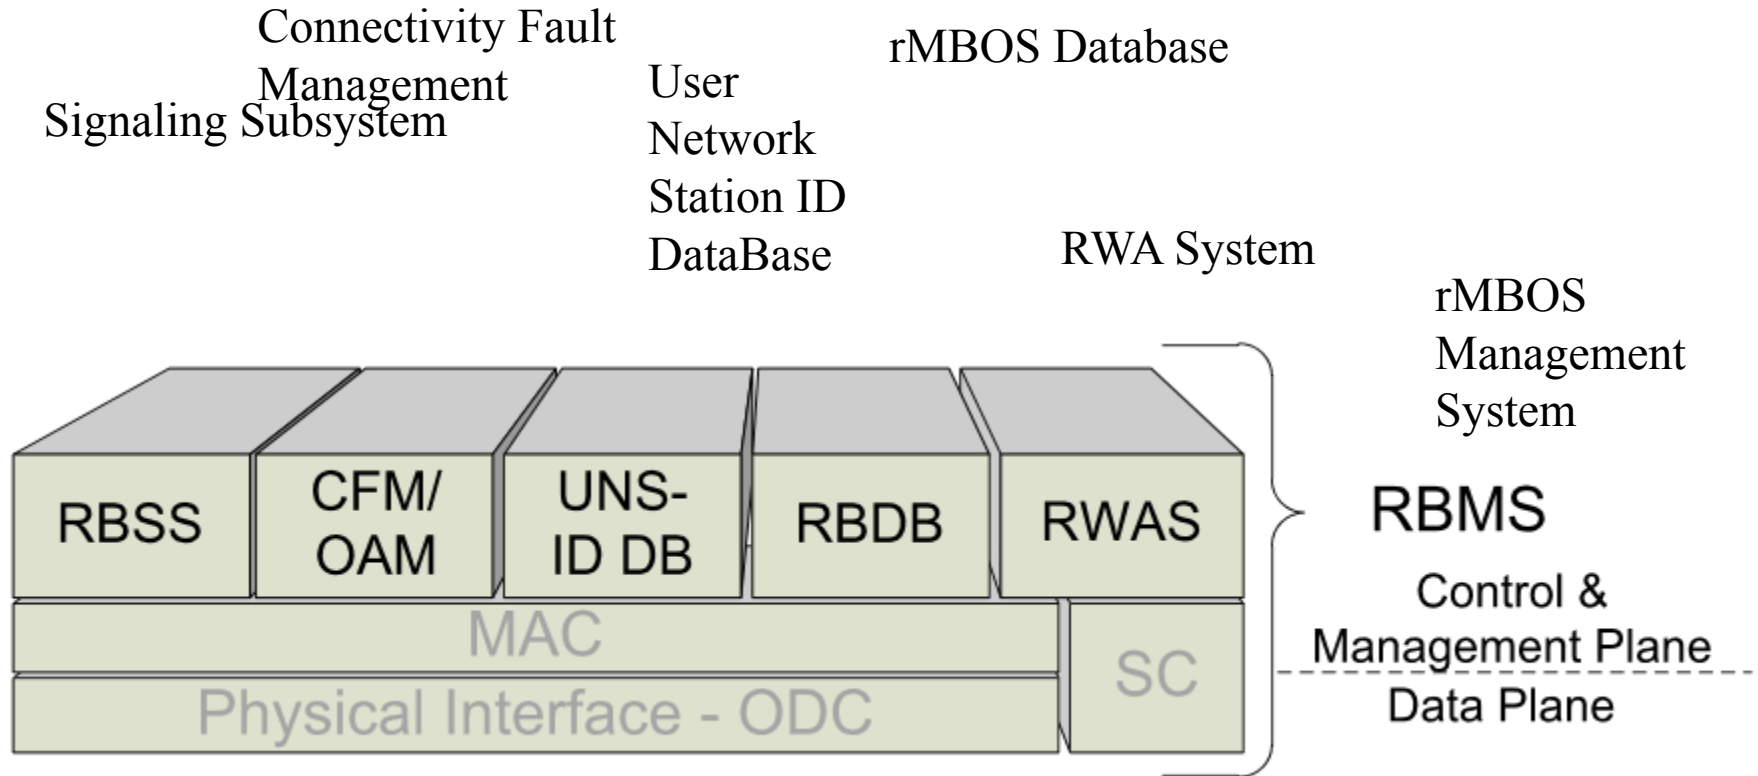 Connectivity Fault
Management
Signaling Subsystem
User
Network
Station ID
DataBase
rMBOS Database
RWA System
rMBOS
Management
System
RBSS
CFM/
OAM
UNS-
ID DB
RBDB
RWAS
RBMS
MAC
SC
Physical Interface - ODC
Control &
Management Plane
Data Plane